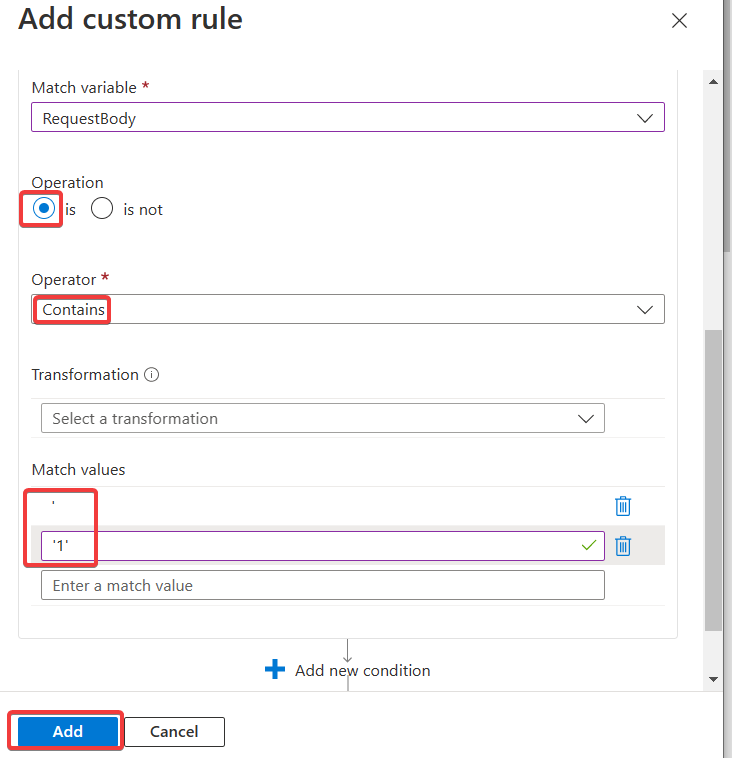 Add custom rule
Match variable *
RequestBody
Operation
is
is not
Operator *
Contains
Transformation
Select a transformation
Match values
'
'1'
Enter a match value
Add new condition
Add
Cancel